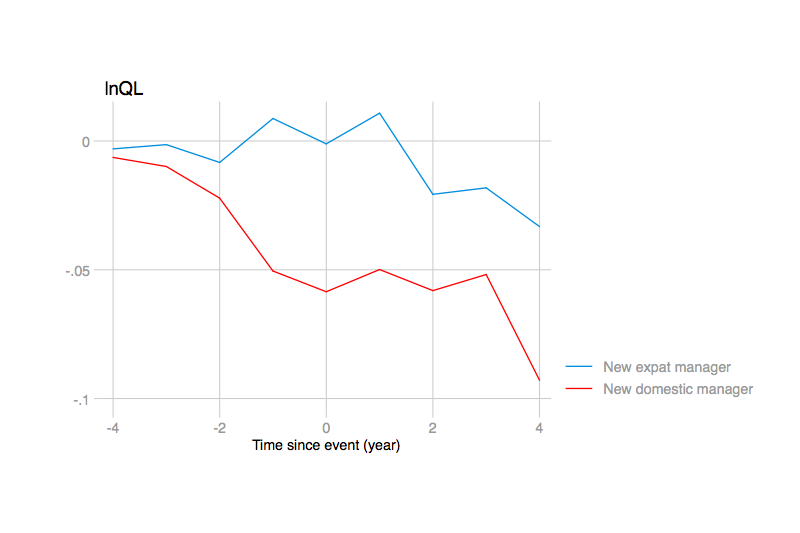 lnQL
0
-.05
-.1
-4 -2 0 2 4
Time since event (year)
New expat manager
New domestic manager